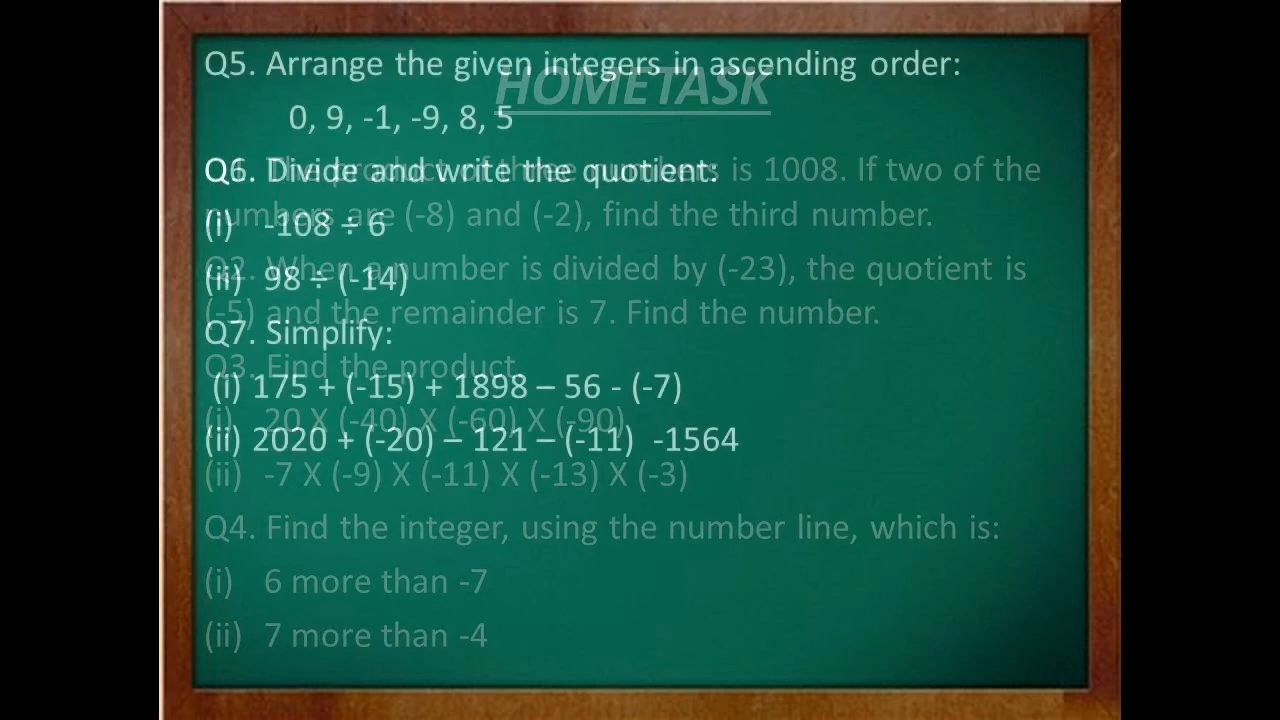 HOMETASK
Q1. The product of three numbers is 1008. If two of the
numbers are (-8) and (-2), find the third number.
Q2. When a number is divided by (-23), the quotient is
(-5) and the remainder is 7. Find the number.
Q3. Find the product.
(i) 20 X (-40) X (-60) X (-90)
(ii) -7 X (-9) X (-11) X (-13) X (-3)
Q4. Find the integer, using the number line, which is:
(i) 6 more than -7
(ii) 7 more than -4
Q5. Arrange the given integers in ascending order:
0, 9, -1, -9, 8, 5
Q6. Divide and write the quotient:
(i) -108 ÷ 6
(ii) 98 ÷ (-14)
Q7. Simplify:
(i) 175 + (-15) + 1898 – 56 - (-7)
(ii) 2020 + (-20) – 121 – (-11) -1564